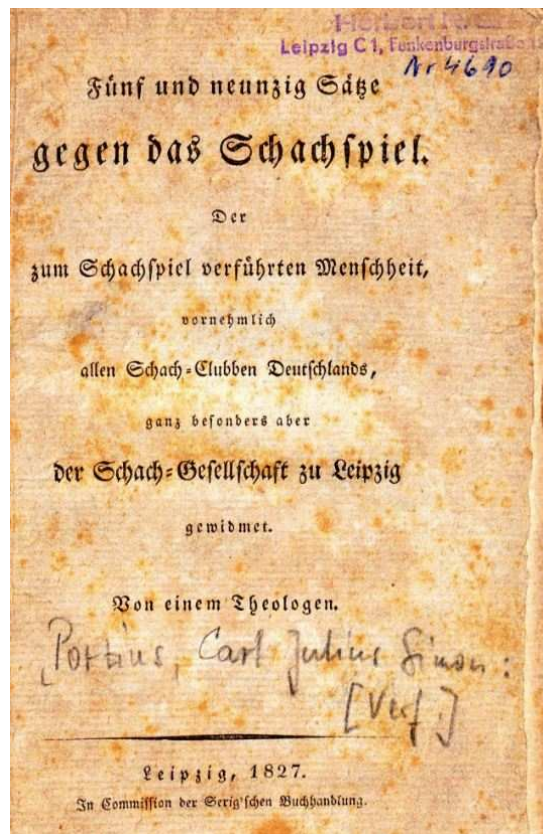 Leipzig C1, Funkenburgstraße
Nr 4690
Fünf und neunzig Sätze
gegen das Schachspiel.
Der
zum Schachspiel verführten Menschheit,
vornehmlich
allen Schach-Clubben Deutschlands,
ganz besonders aber
der Schach-Gesellschaft zu Leipzig
gewidmet.
Von einem Theologen.
Portius, Carl Julius Simon:
[Verf.]
Leipzig, 1827.
In Commission der Serig'schen Buchhandlung.